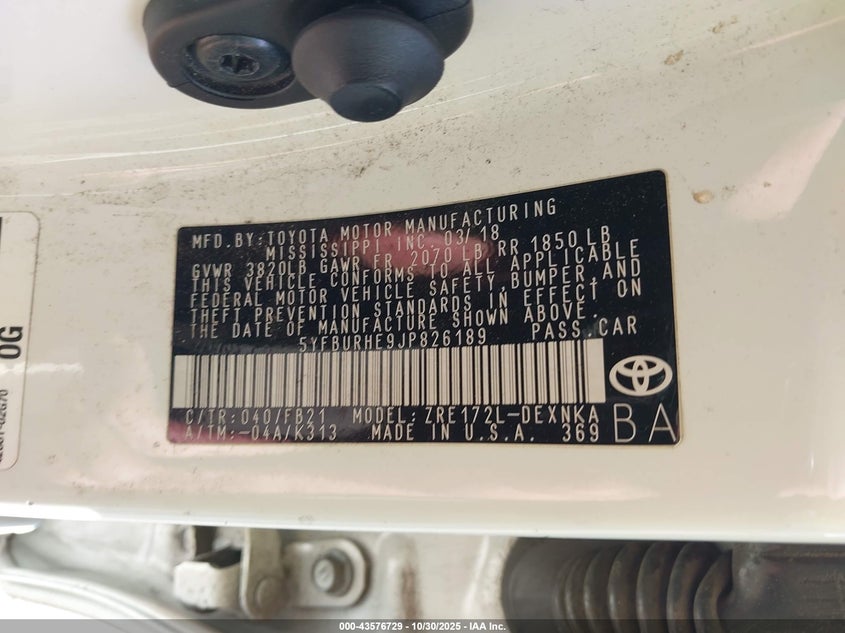 MFD.BY:TOYOTA MOTOR MANUFACTURING
MISSISSIPPI INC. 03/18
GVWR 3820LB GAWR FR 2070 LB RR 1850 LB
THIS VEHICLE CONFORMS TO ALL APPLICABLE
FEDERAL MOTOR VEHICLE SAFETY, BUMPER AND
THEFT PREVENTION STANDARDS IN EFFECT ON
THE DATE OF MANUFACTURE SHOWN ABOVE.
5YFBURHE9JP826189 PASS.CAR
C/TR:040/FB21 MODEL: ZRE172L-DEXNKA
A/TM:-04A/K313 MADE IN U.S.A. 369 BA
OG
000-43576729 - 10/30/2025 - IAA Inc.